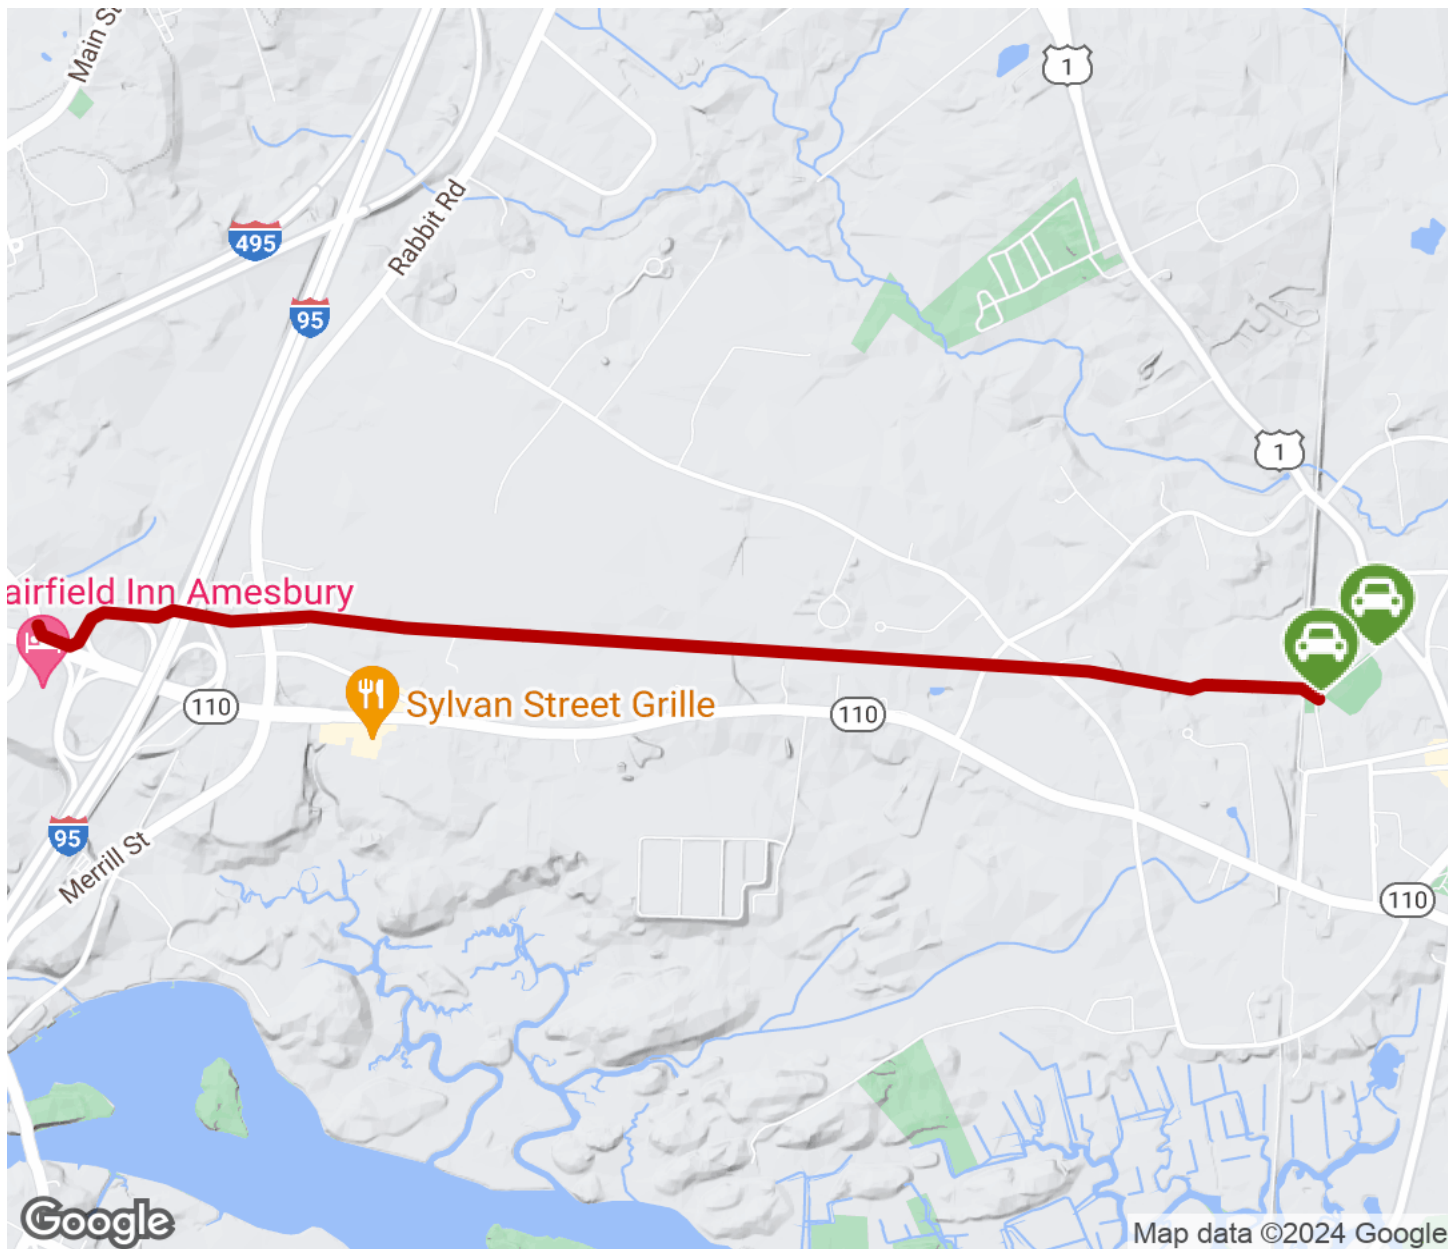 Main St
1
495
Rabbit Rd
95
1
airfield Inn Amesbury
110
Sylvan Street Grille
110
95
Merrill St
110
Google
Map data ©2024 Google